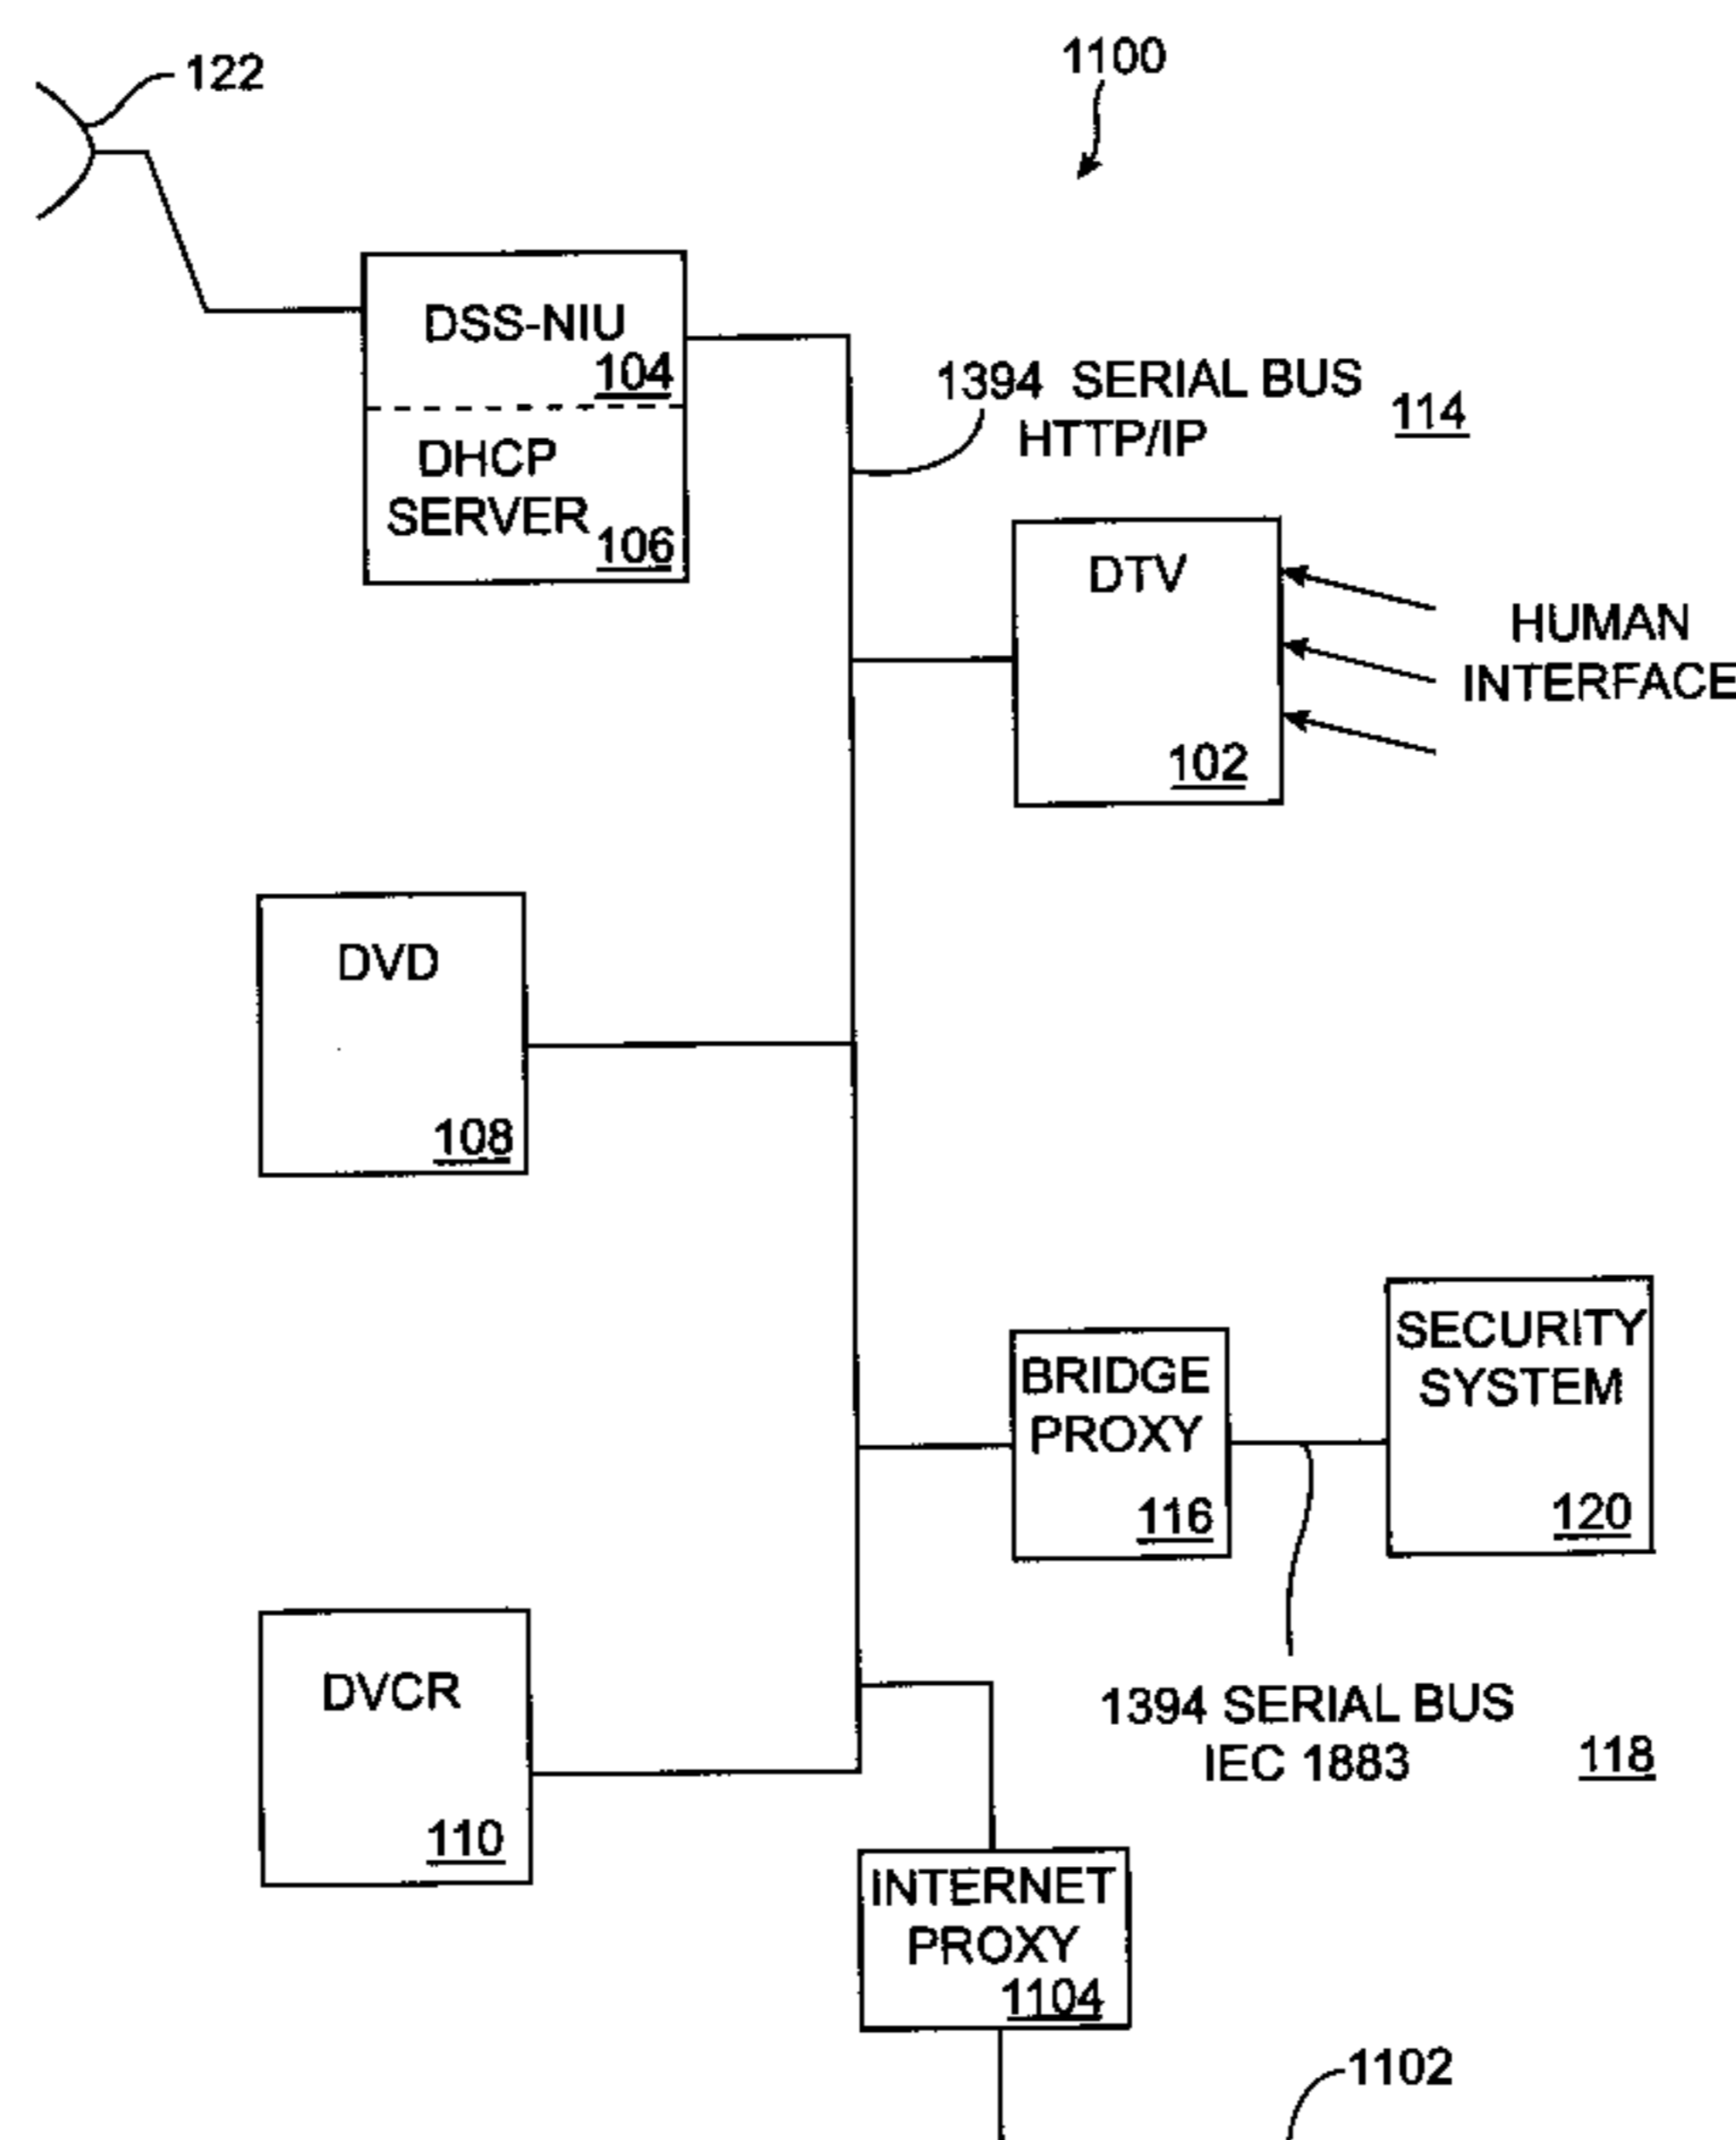 1100
122
DSS-NIU
104
DHCP
SERVER
106
1394 SERIAL BUS
HTTP/IP
114
DTV
102
HUMAN
INTERFACE
DVD
108
BRIDGE
PROXY
116
SECURITY
SYSTEM
120
1394 SERIAL BUS
IEC 1883
118
DVCR
110
INTERNET
PROXY
1104
1102